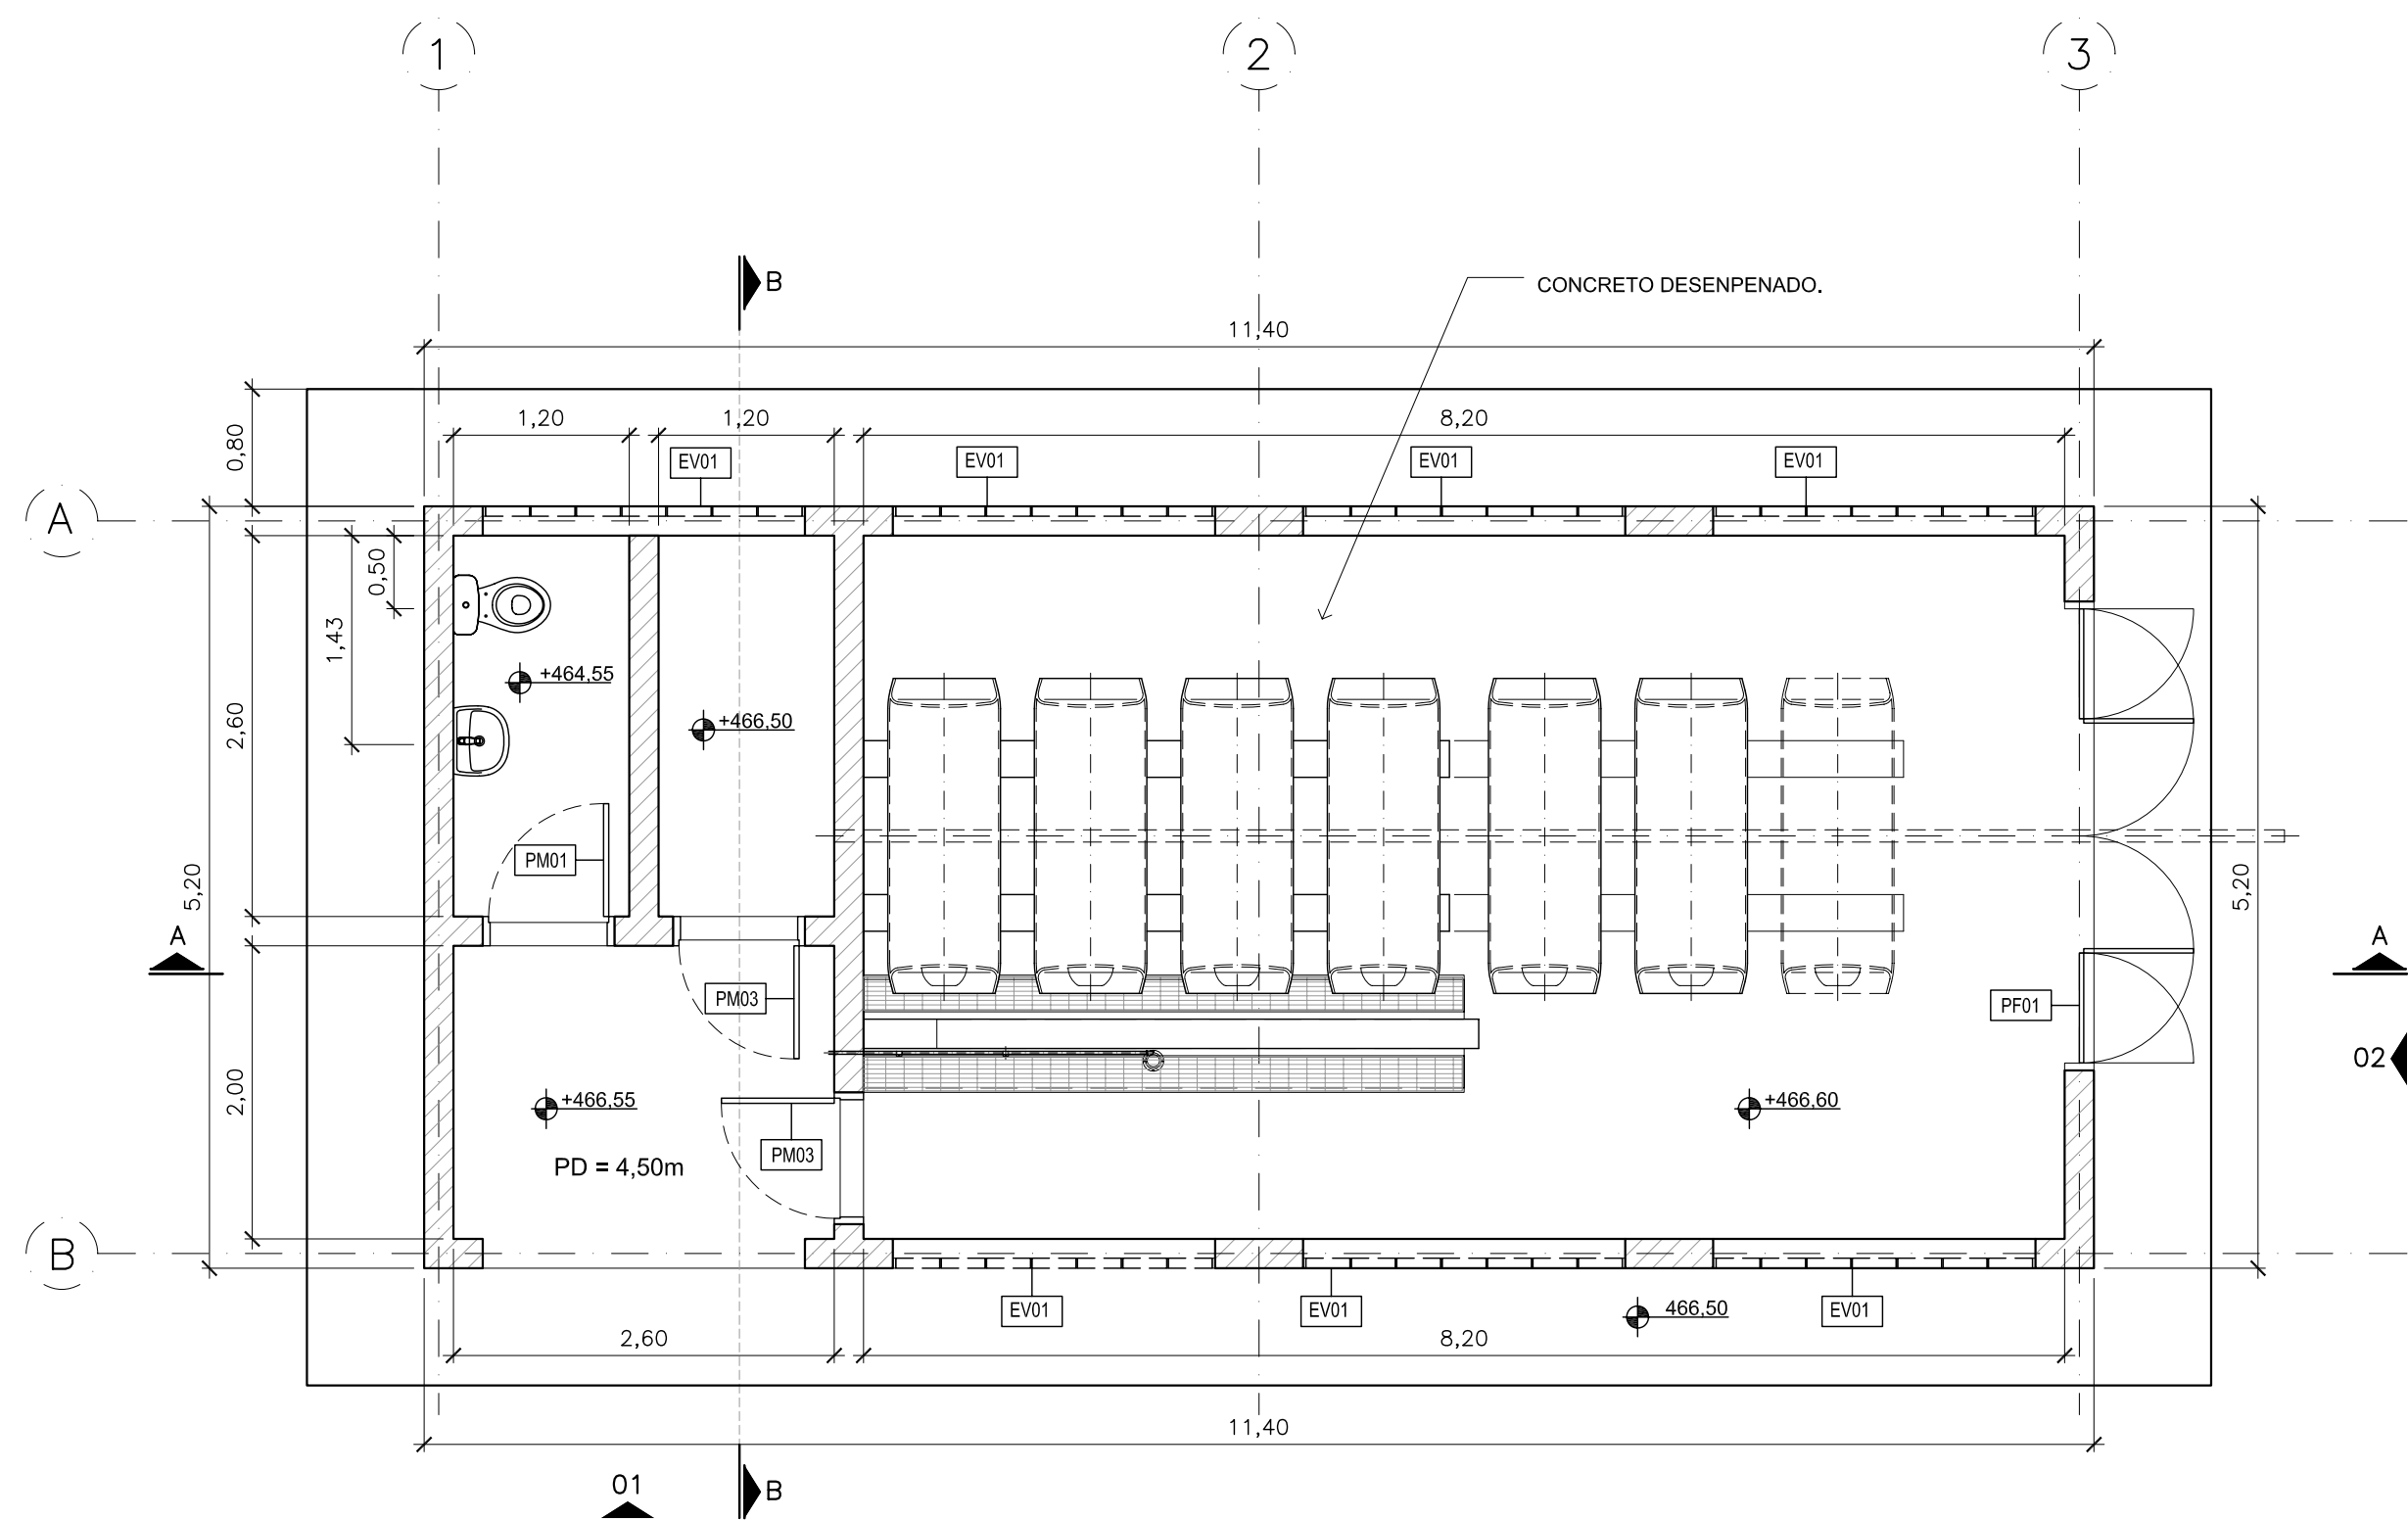 1
2
3
B
CONCRETO DESENPENADO.
11,40
1,20
1,20
8,20
0,80
EV01
EV01
EV01
EV01
A
0,50
1,43
+464,55
+466,50
2,60
PM01
5,20
5,20
A
A
PM03
PF01
02
2,00
+466,55
+466,60
PM03
PD = 4,50m
B
EV01
EV01
466,50
EV01
2,60
8,20
11,40
01
B